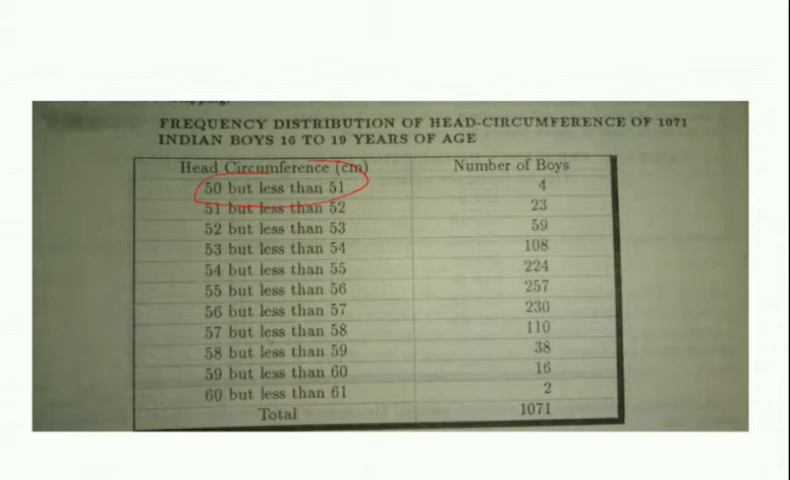 FREQUENCY DISTRIBUTION OF HEAD-CIRCUMFERENCE OF 1071
INDIAN BOYS 16 TO 19 YEARS OF AGE
Head Circumference (cm) Number of Boys
50 but less than 51 4
51 but less than 52 23
52 but less than 53 59
53 but less than 54 108
54 but less than 55 224
55 but less than 56 257
56 but less than 57 230
57 but less than 58 110
58 but less than 59 38
59 but less than 60 16
60 but less than 61 2
Total 1071